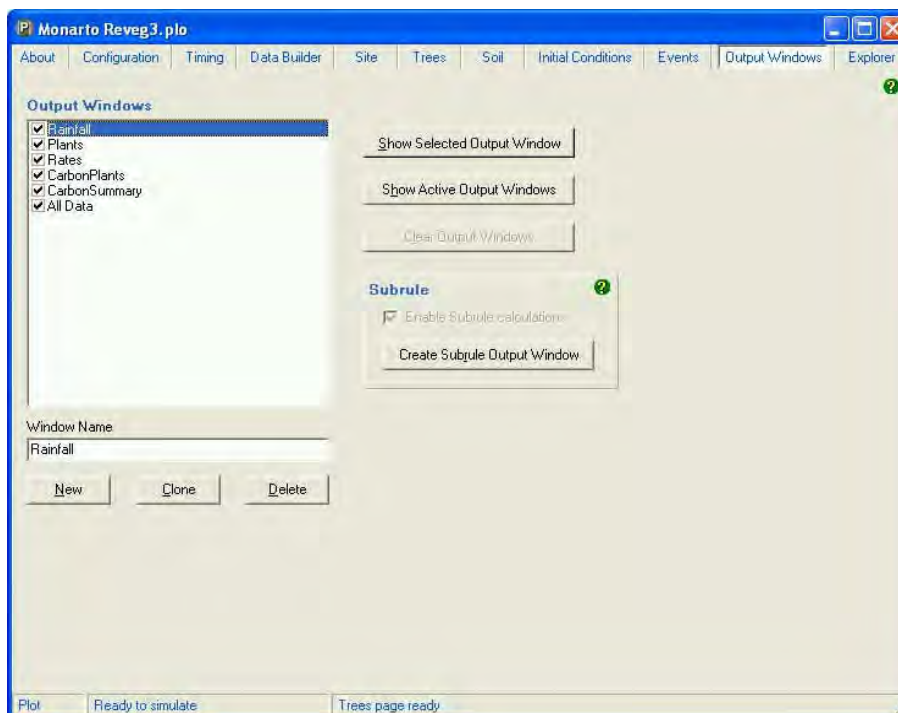 Monarto Reveg3.plo
About Configuration Timing Data Builder Site Trees Soil Initial Conditions Events Output Windows Explorer
Output Windows
Rainfall
Plants
Rates
CarbonPlants
CarbonSummary
All Data
Show Selected Output Window
Show Active Output Windows
Clear Output Windows
Subrule
Enable Subrule calculations
Create Subrule Output Window
Window Name
Rainfall
New Clone Delete
Plot Ready to simulate Trees page ready